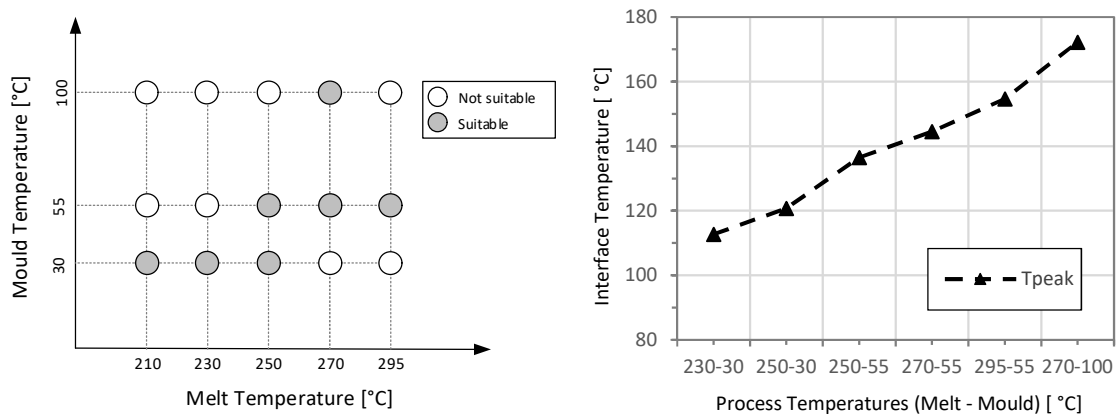 Mould Temperature [°C]
100
55
30
210 230 250 270 295
Melt Temperature [°C]
Not suitable
Suitable
Interface Temperature [ °C]
180
160
140
120
100
80
Tpeak
230-30 250-30 250-55 270-55 295-55 270-100
Process Temperatures (Melt - Mould) [ °C]